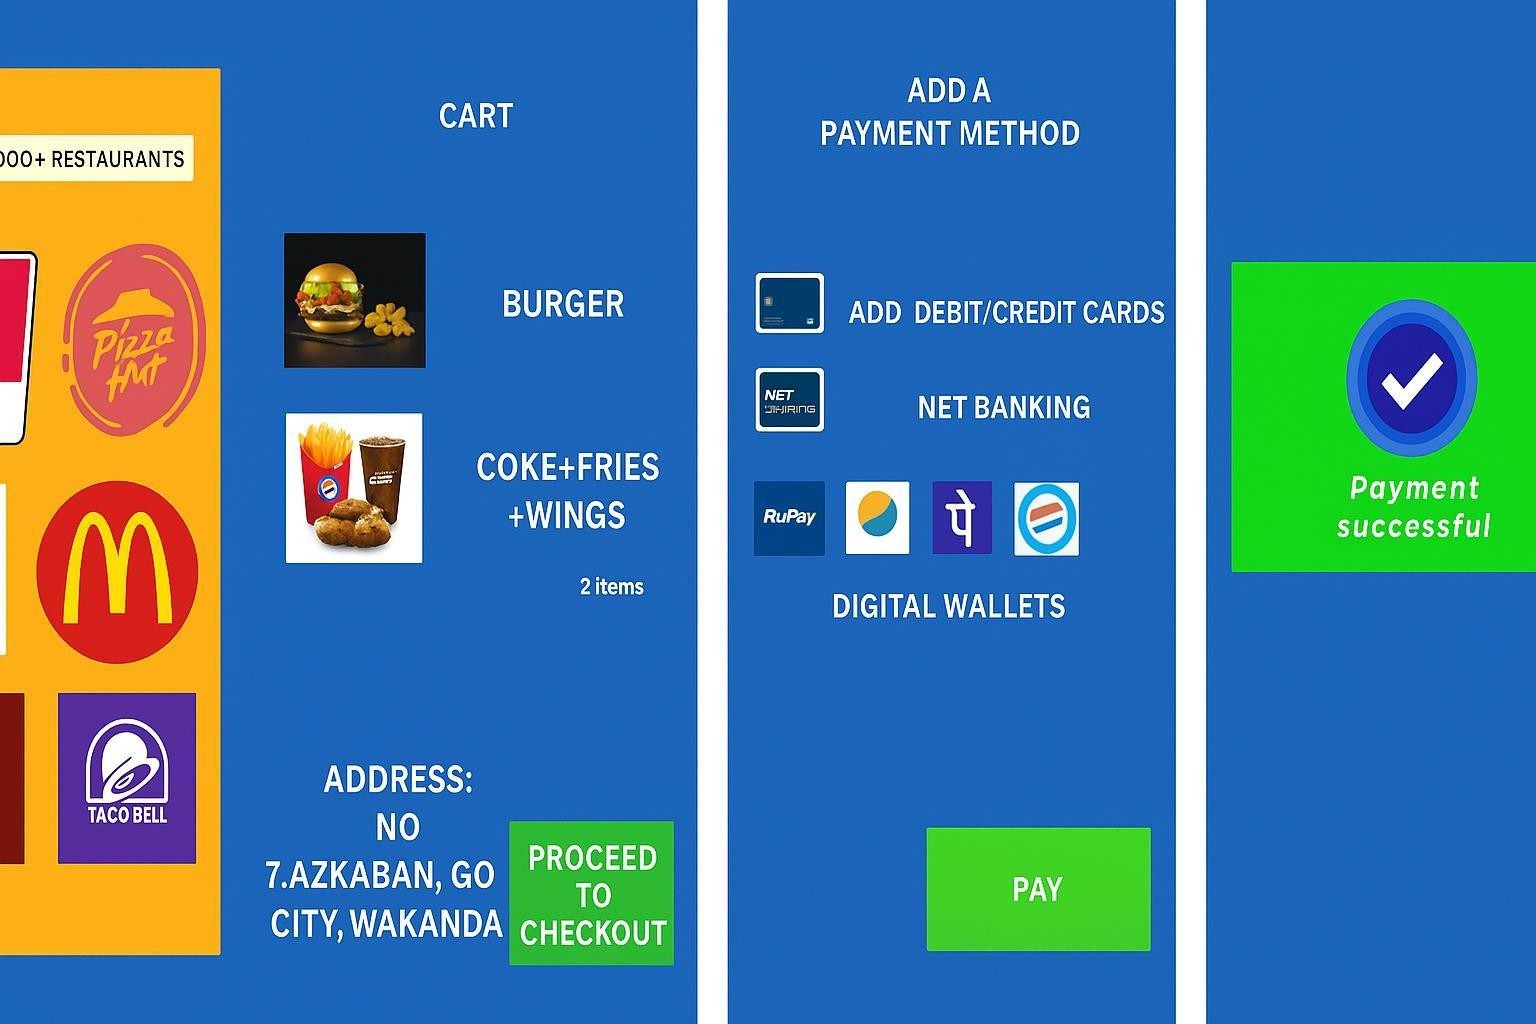 000+ RESTAURANTS
Pizza
Hut
TACO BELL
CART
BURGER
COKE+FRIES
+WINGS
2 items
ADDRESS:
NO
7.AZKABAN, GO
CITY, WAKANDA
PROCEED
TO
CHECKOUT
ADD A
PAYMENT METHOD
ADD DEBIT/CREDIT CARDS
NET
NET BANKING
RuPay
पे
DIGITAL WALLETS
PAY
Payment
successful